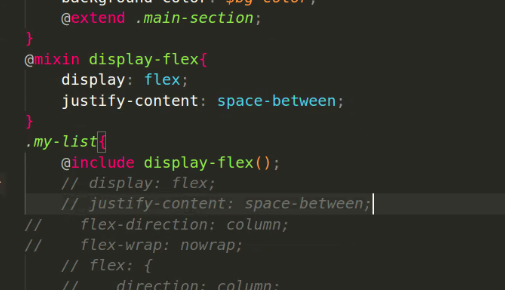 background-color: $bg-color;
@extend .main-section;
}
@mixin display-flex{
display: flex;
justify-content: space-between;
}
.my-list{
@include display-flex();
// display: flex;
// justify-content: space-between;
// flex-direction: column;
// flex-wrap: nowrap;
// flex: {
// direction: column;